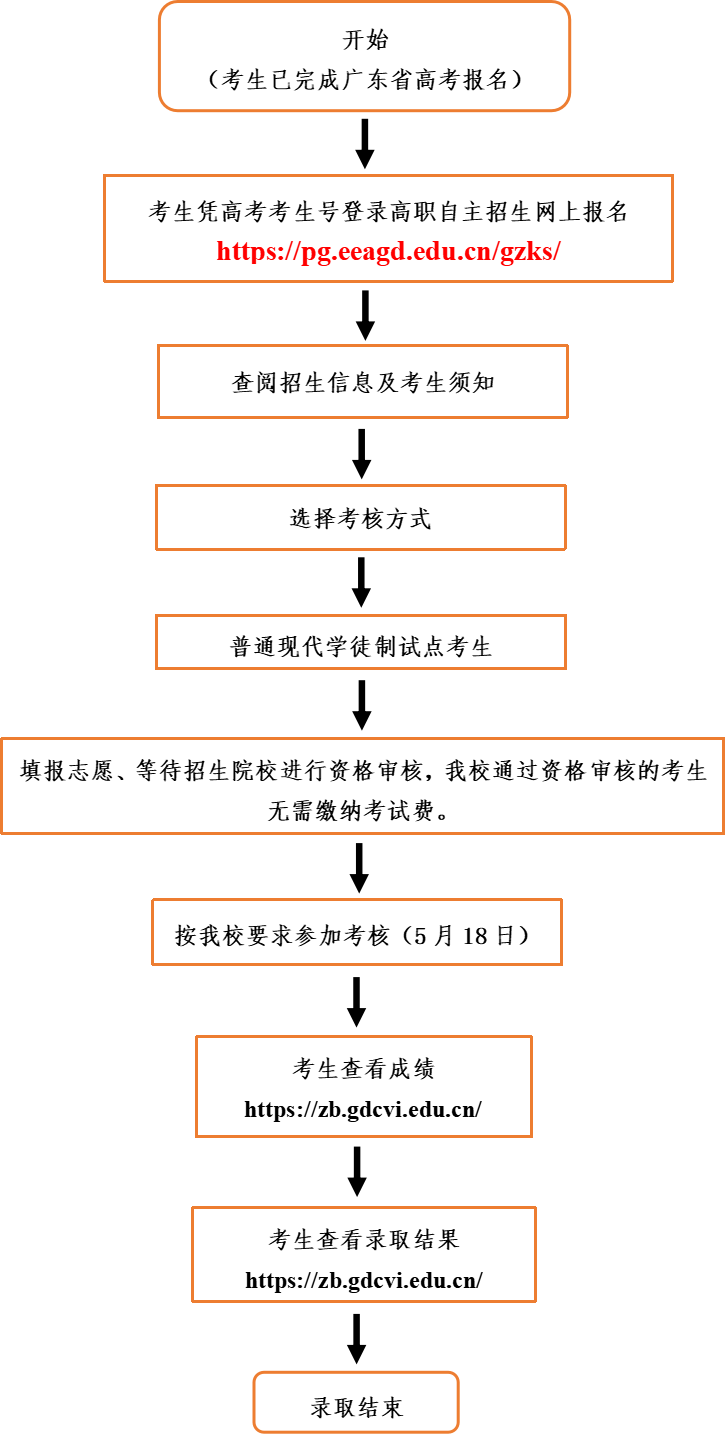 开始
（考生已完成广东省高考报名）
考生凭高考考生号登录高职自主招生网上报名
https://pg.eeagd.edu.cn/gzks/
查阅招生信息及考生须知
选择考核方式
普通现代学徒制试点考生
填报志愿、等待招生院校进行资格审核，我校通过资格审核的考生
无需缴纳考试费。
按我校要求参加考核（5月18日）
考生查看成绩
https://zb.gdcvi.edu.cn/
考生查看录取结果
https://zb.gdcvi.edu.cn/
录取结束